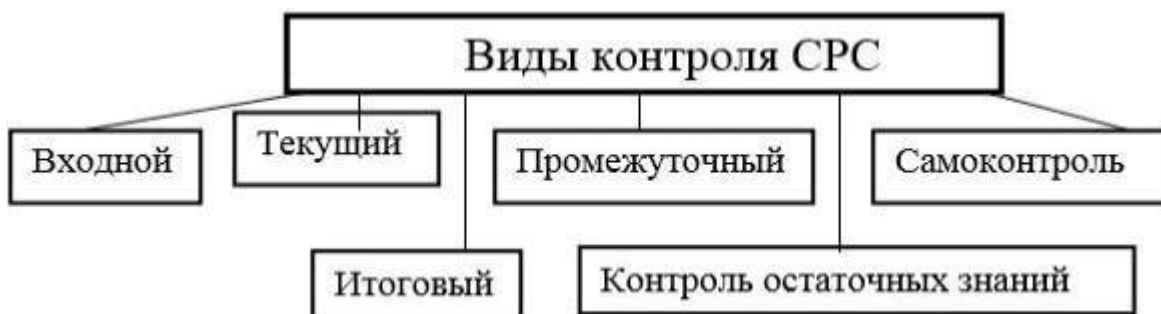 Виды контроля СРС
Входной
Текущий
Промежуточный
Самоконтроль
Итоговый
Контроль остаточных знаний